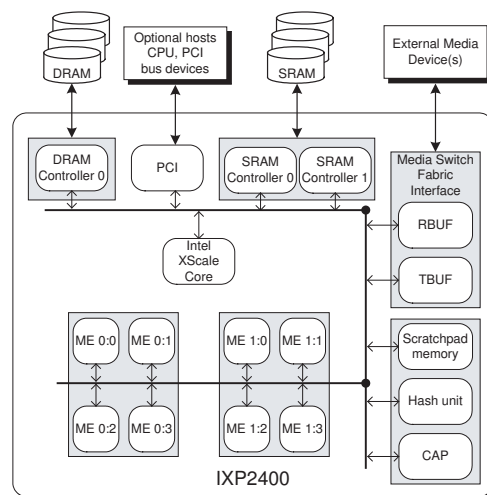 DRAM
Optional hosts
CPU, PCI
bus devices
SRAM
External Media
Device(s)
DRAM
Controller 0
PCI
SRAM
Controller 0
SRAM
Controller 1
Media Switch
Fabric
Interface
RBUF
TBUF
Intel
XScale
Core
ME 0:0
ME 0:1
ME 1:0
ME 1:1
ME 0:2
ME 0:3
ME 1:2
ME 1:3
Scratchpad
memory
Hash unit
CAP
IXP2400